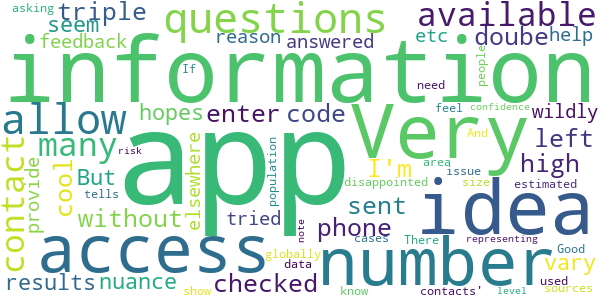 asking triple questions available
seem
feedback reason answered etc doube help
information
If need people
allow hopes enter code Very feel confidence wildly
many app And left
contact provide cool But elsewhere population I'm area issue high
risk tells disappointed size estimated
without sent idea
access tried note phone cases There representing
number Good
results nuance checked globally data vary
show know contacts' level used sources